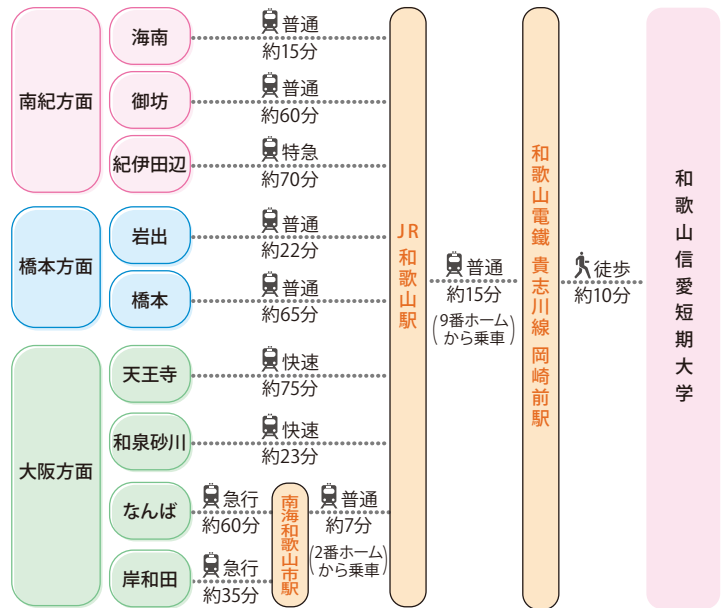 南紀方面
海南
普通
約15分
御坊
普通
約60分
紀伊田辺
特急
約70分
橋本方面
岩出
普通
約22分
橋本
普通
約65分
大阪方面
天王寺
快速
約75分
和泉砂川
快速
約23分
なんば
急行
約60分
岸和田
急行
約35分
南海和歌山市駅
普通
約7分
(2番ホーム
から乗車)
JR 和歌山駅
普通
約15分
(9番ホーム
から乗車)
和歌山電鐵 貴志川線 岡崎前駅
徒歩
約10分
和歌山信愛短期大学